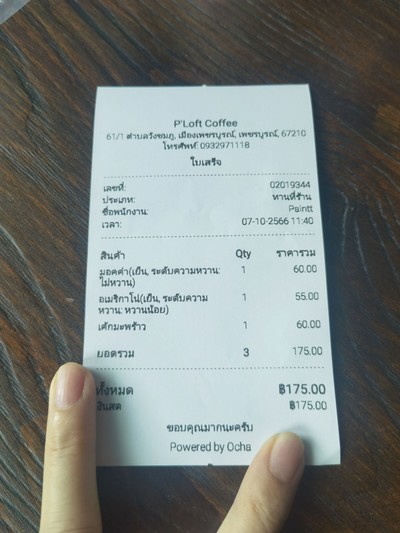 P'Loft Coffee
61/1 ตำบลวังชมภู, เมืองเพชรบูรณ์, เพชรบูรณ์, 67210
โทรศัพท์: 0932971118
ใบเสร็จ
เลขที่: 02019344
ประเภท: ทานที่ร้าน
ชื่อพนักงาน: Paintt
เวลา: 07-10-2566 11:40
สินค้า Qty ราคารวม
มอคค่า(เย็น, ระดับความหวาน: 1 60.00
ไม่หวาน)
อเมริกาโน่(เย็น, ระดับความ 1 55.00
หวาน: หวานน้อย)
เค้กมะพร้าว 1 60.00
ยอดรวม 3 175.00
ทั้งหมด ฿175.00
เงินสด ฿175.00
ขอบคุณมากนะครับ
Powered by Ocha